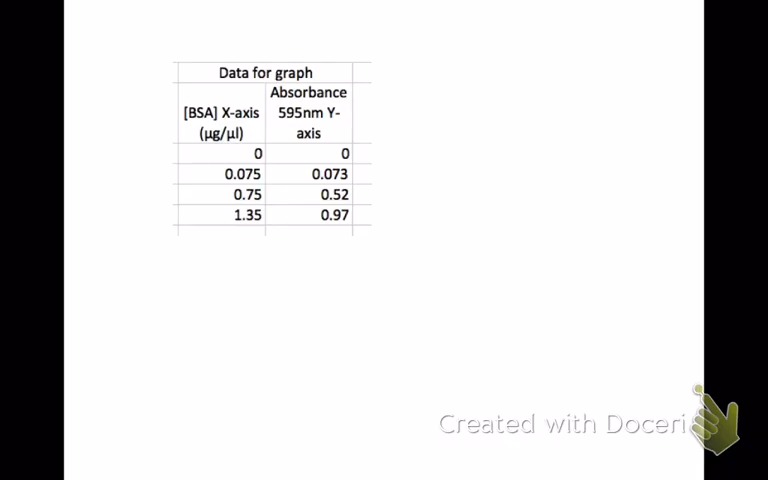 Data for graph
Absorbance
[BSA] X-axis 595nm Y-
(µg/µl) axis
0 0
0.075 0.073
0.75 0.52
1.35 0.97
Created with Doceri